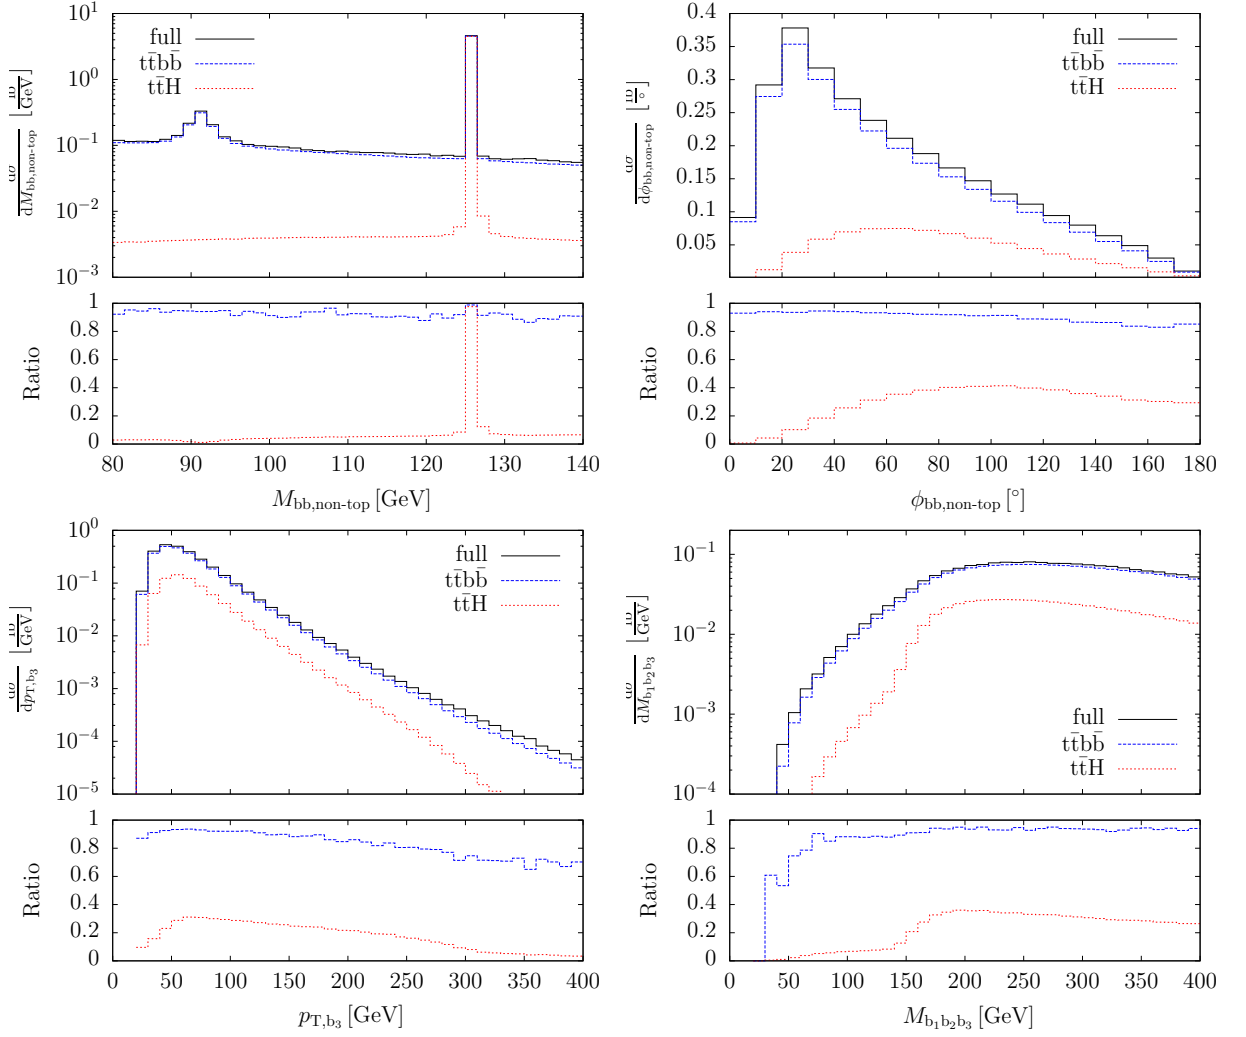 10¹
10⁰
10⁻¹
10⁻²
10⁻³
dσ/dM_bb,non-top [fb/GeV]
full
tt̄bb̄
tt̄H
1
0.8
0.6
0.4
0.2
0
Ratio
80 90 100 110 120 130 140
M_bb,non-top [GeV]
0.4
0.35
0.3
0.25
0.2
0.15
0.1
0.05
dσ/dϕ_bb,non-top [fb/°]
full
tt̄bb̄
tt̄H
1
0.8
0.6
0.4
0.2
0
Ratio
0 20 40 60 80 100 120 140 160 180
ϕ_bb,non-top [°]
10⁰
10⁻¹
10⁻²
10⁻³
10⁻⁴
10⁻⁵
dσ/dp_T,b₃ [fb/GeV]
full
tt̄bb̄
tt̄H
1
0.8
0.6
0.4
0.2
0
Ratio
0 50 100 150 200 250 300 350 400
p_T,b₃ [GeV]
10⁻¹
10⁻²
10⁻³
10⁻⁴
dσ/dM_b₁b₂b₃ [fb/GeV]
full
tt̄bb̄
tt̄H
1
0.8
0.6
0.4
0.2
0
Ratio
0 50 100 150 200 250 300 350 400
M_b₁b₂b₃ [GeV]